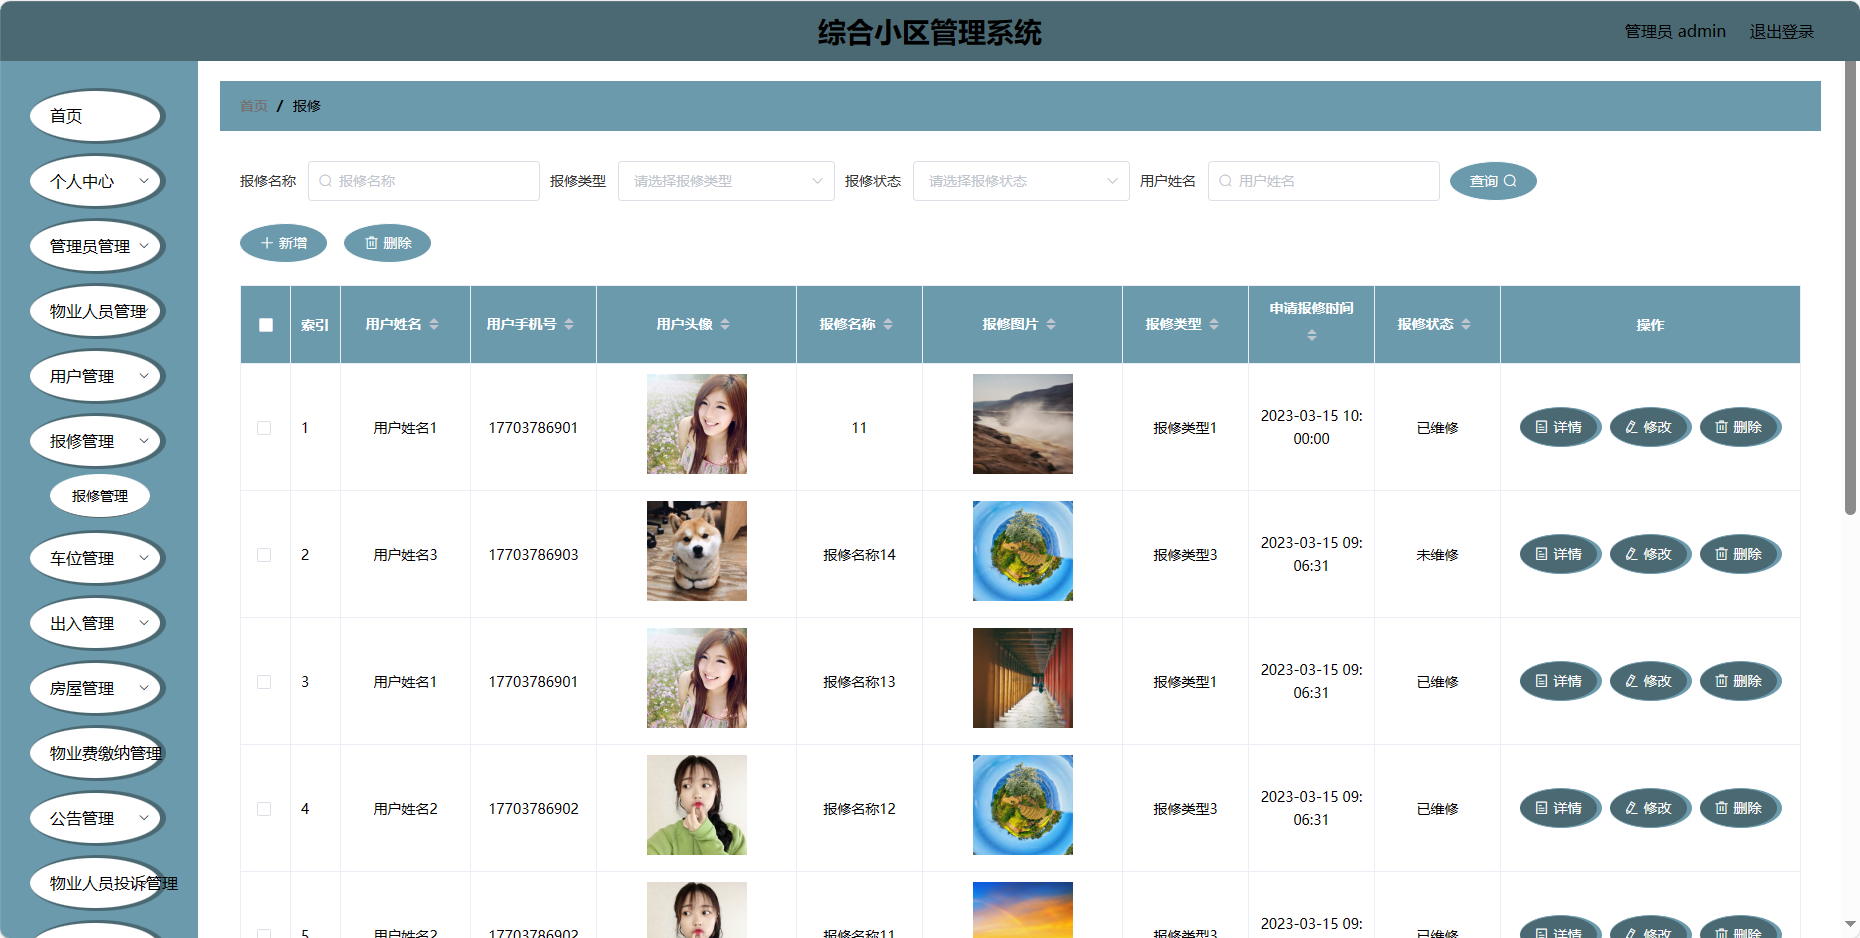 综合小区管理系统
管理员 admin 退出登录
首页
个人中心
管理员管理
物业人员管理
用户管理
报修管理
报修管理
车位管理
出入管理
房屋管理
物业费缴纳管理
公告管理
物业人员投诉管理
首页 / 报修
报修名称 报修名称 报修类型 请选择报修类型 报修状态 请选择报修状态 用户姓名 用户姓名 查询
新增 删除
索引 用户姓名 用户手机号 用户头像 报修名称 报修图片 报修类型 申请报修时间 报修状态 操作
1 用户姓名1 17703786901 11 报修类型1 2023-03-15 10:
00:00 已维修 详情 修改 删除
2 用户姓名3 17703786903 报修名称14 报修类型3 2023-03-15 09:
06:31 未维修 详情 修改 删除
3 用户姓名1 17703786901 报修名称13 报修类型1 2023-03-15 09:
06:31 已维修 详情 修改 删除
4 用户姓名2 17703786902 报修名称12 报修类型3 2023-03-15 09:
06:31 已维修 详情 修改 删除
5 用户姓名2 17703786902 报修名称11 报修类型3 2023-03-15 09:
已维修 详情 修改 删除